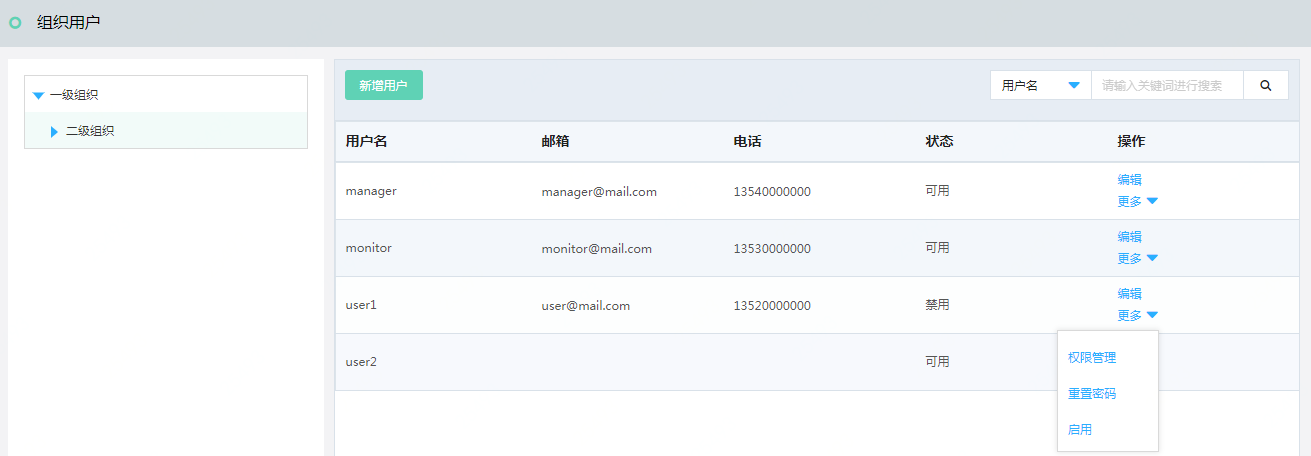 组织用户
一级组织
二级组织
新增用户
用户名
请输入关键词进行搜索
用户名 邮箱 电话 状态 操作
manager manager@mail.com 13540000000 可用 编辑
更多
monitor monitor@mail.com 13530000000 可用 编辑
更多
user1 user@mail.com 13520000000 禁用 编辑
更多
user2 可用
权限管理
重置密码
启用